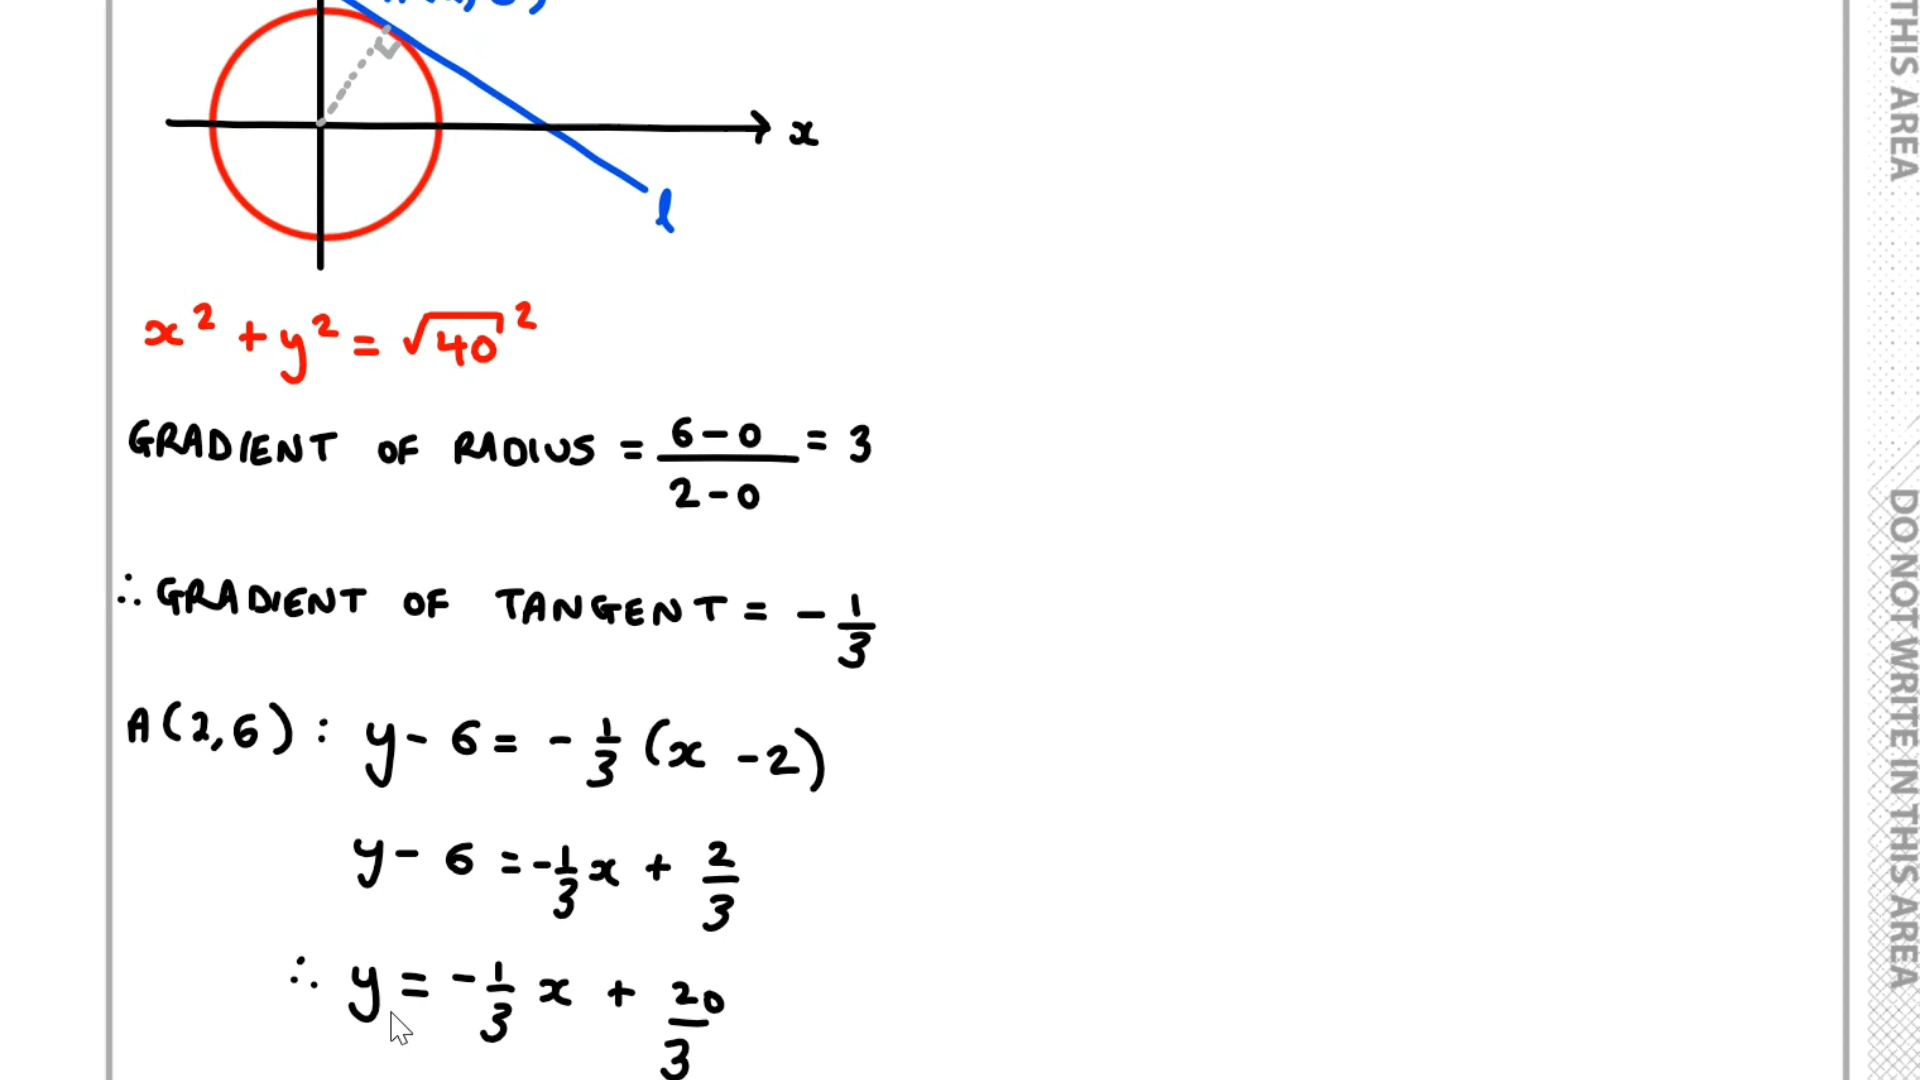 x
l
x² + y² = √40²
GRADIENT OF RADIUS = 6-0/2-0 = 3
∴ GRADIENT OF TANGENT = -1/3
A(2,6): y - 6 = -1/3 (x - 2)
y - 6 = -1/3 x + 2/3
∴ y = -1/3 x + 20/3
THIS AREA
DO NOT WRITE IN THIS AREA